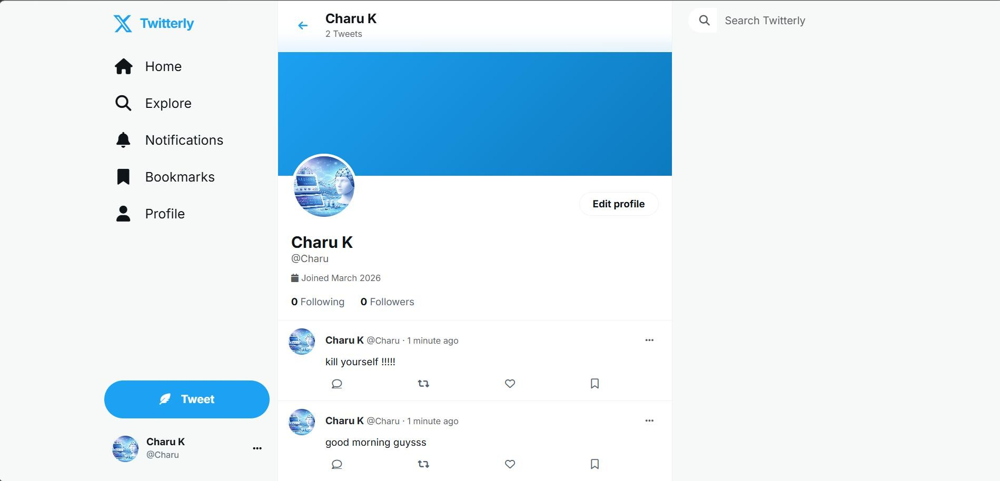 Twitterly
Home
Explore
Notifications
Bookmarks
Profile
Tweet
Charu K
@Charu
Charu K
2 Tweets
Edit profile
Charu K
@Charu
Joined March 2026
0 Following 0 Followers
Charu K @Charu · 1 minute ago
kill yourself !!!!!
Charu K @Charu · 1 minute ago
good morning guysss
Search Twitterly